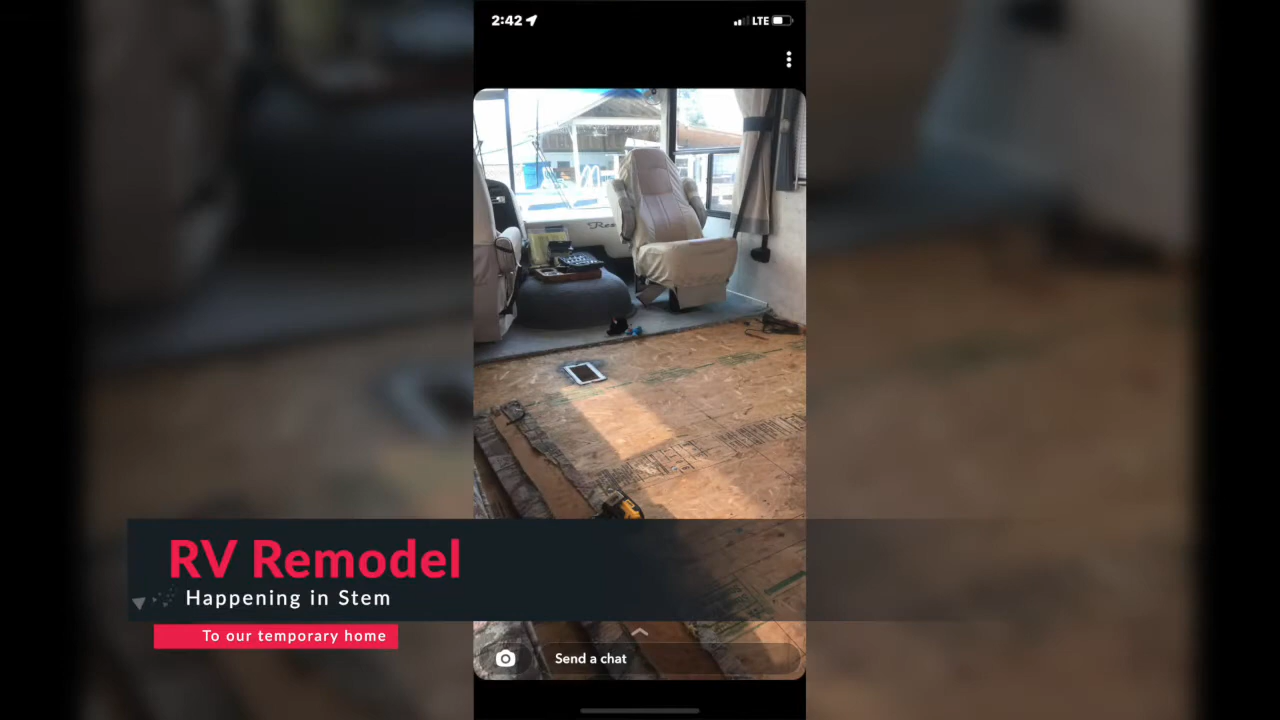 2:42
LTE
RV Remodel
Happening in Stem
To our temporary home
Send a chat